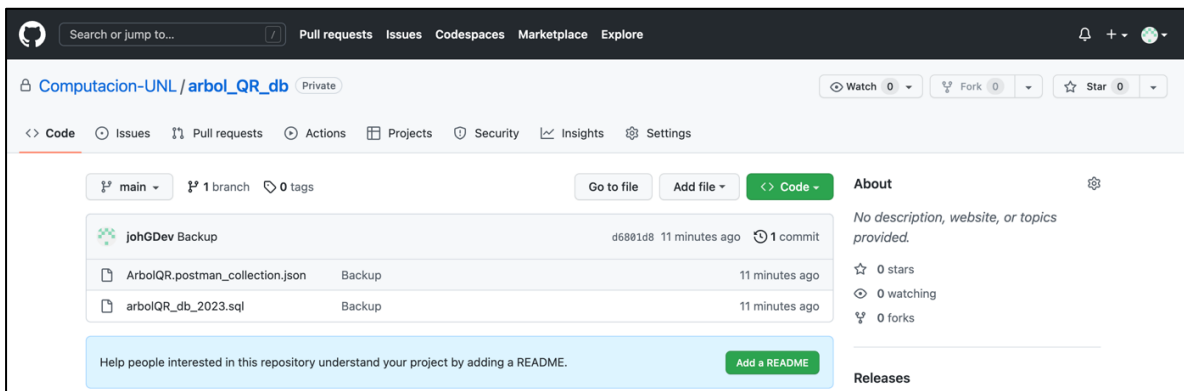 Search or jump to... / Pull requests Issues Codespaces Marketplace Explore
Computacion-UNL / arbol_QR_db Private Watch 0 Fork 0 Star 0
<> Code Issues Pull requests Actions Projects Security Insights Settings
main 1 branch 0 tags Go to file Add file <> Code About
No description, website, or topics
provided.
johGDev Backup d6801d8 11 minutes ago 1 commit
ArbolQR.postman_collection.json Backup 11 minutes ago
0 stars
0 watching
arbolQR_db_2023.sql Backup 11 minutes ago
0 forks
Help people interested in this repository understand your project by adding a README. Add a README
Releases